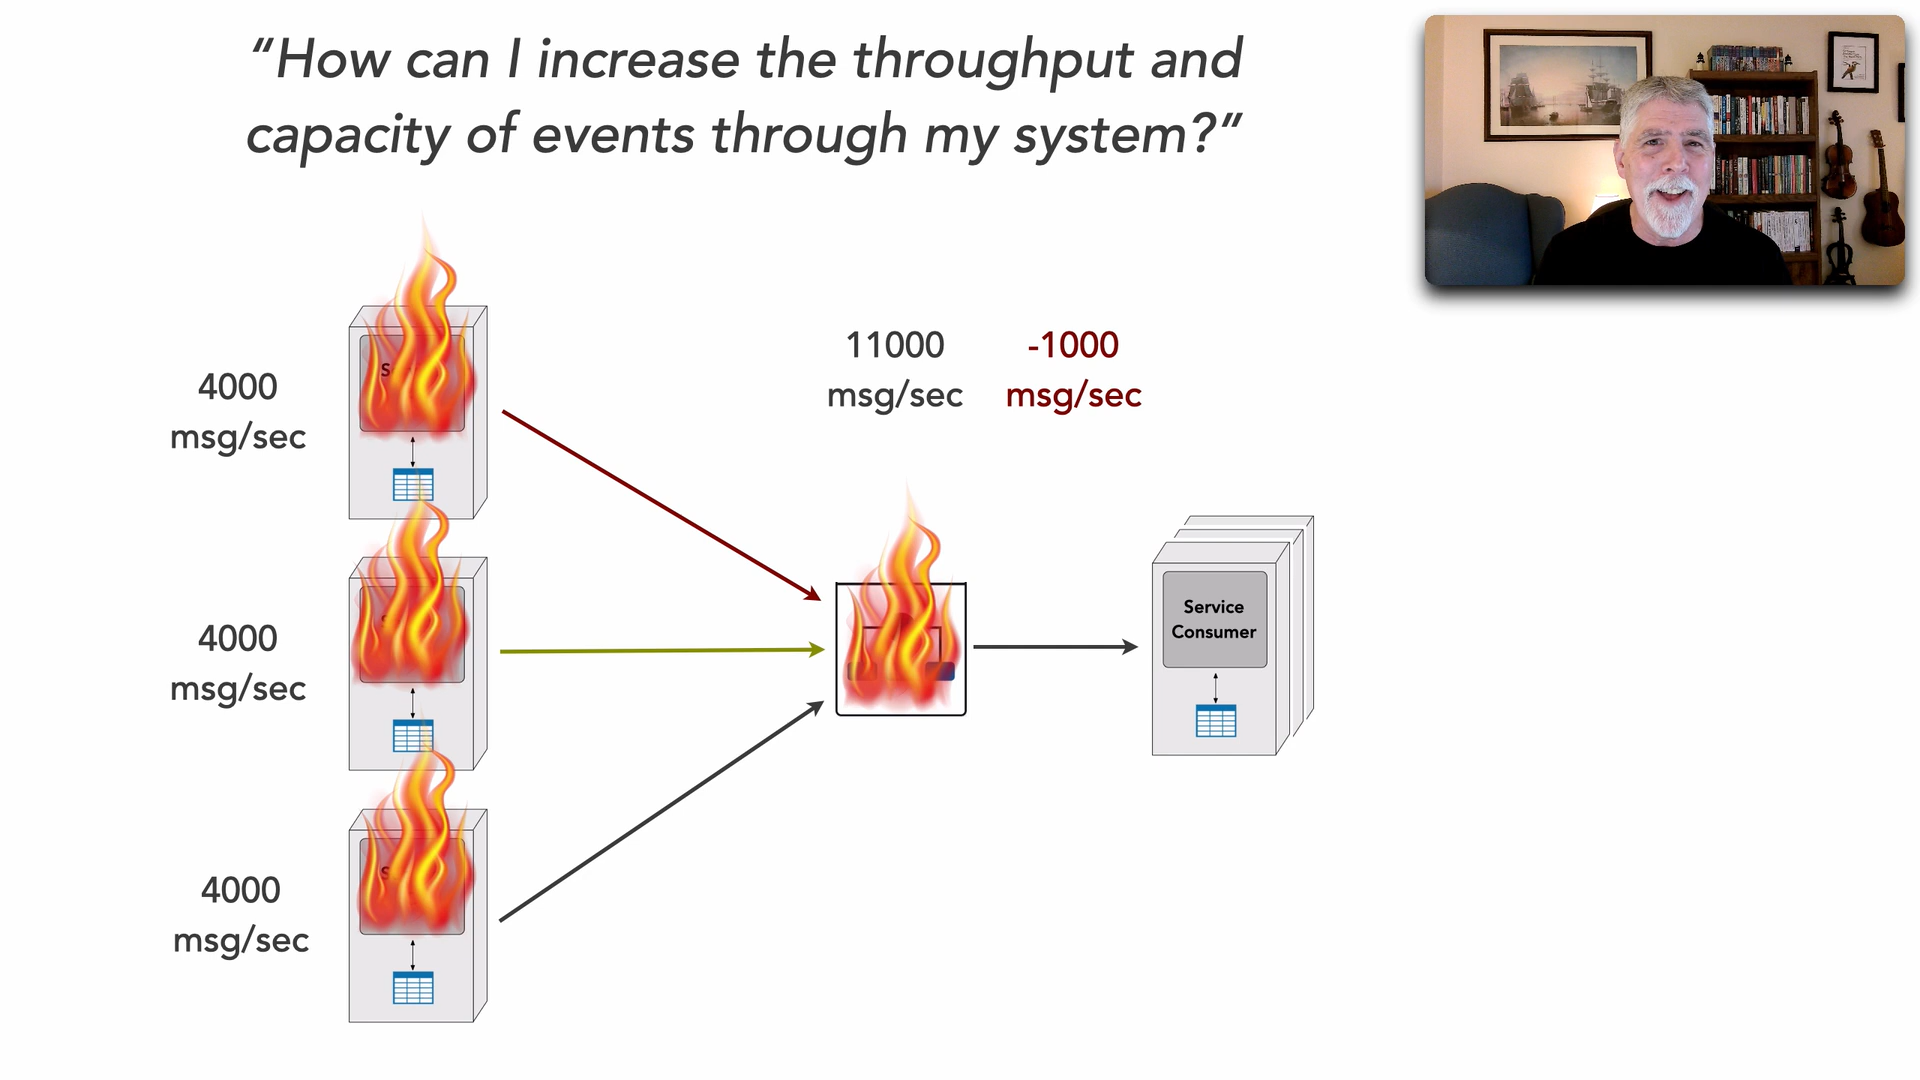 “How can I increase the throughput and
capacity of events through my system?”
11000
msg/sec
-1000
msg/sec
4000
msg/sec
4000
msg/sec
Service
Consumer
4000
msg/sec